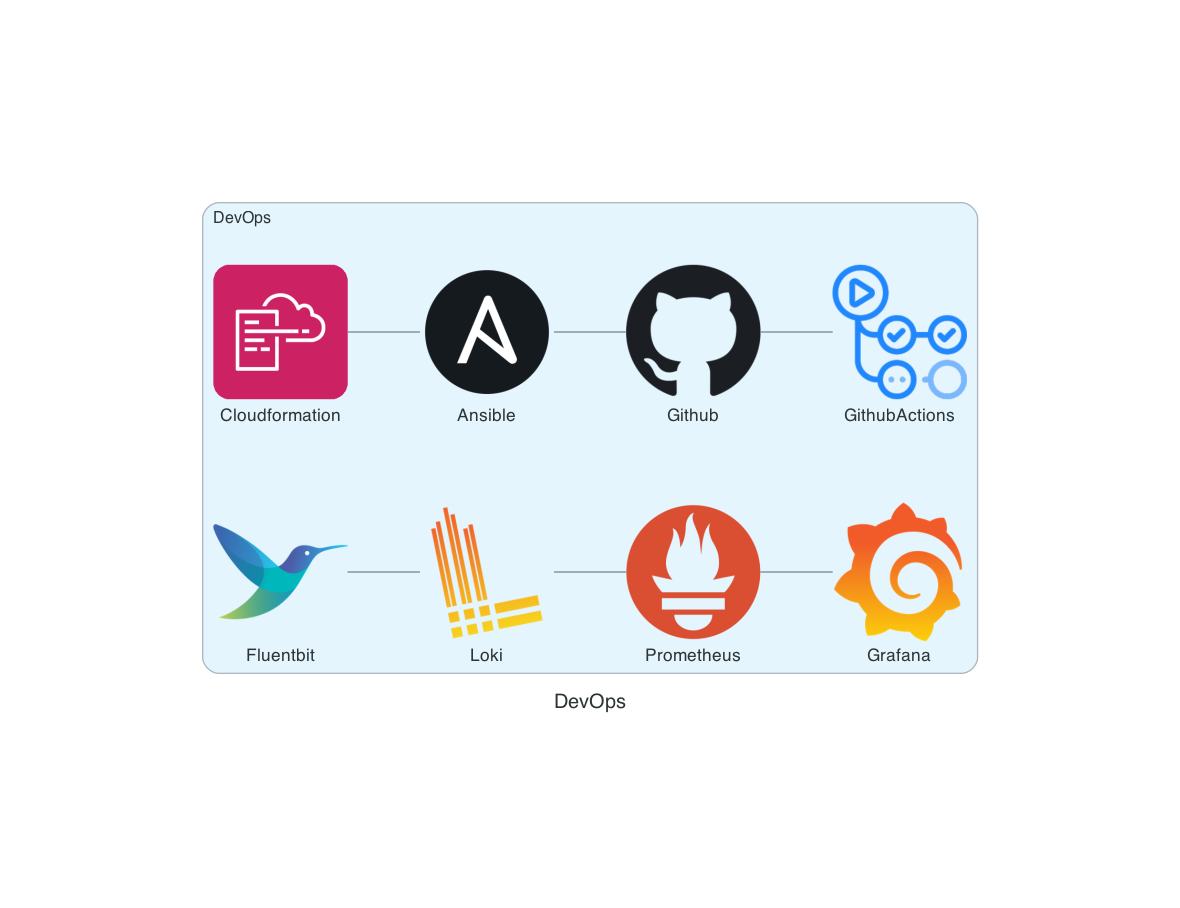 DevOps
Cloudformation
Ansible
Github
GithubActions
Fluentbit
Loki
Prometheus
Grafana
DevOps